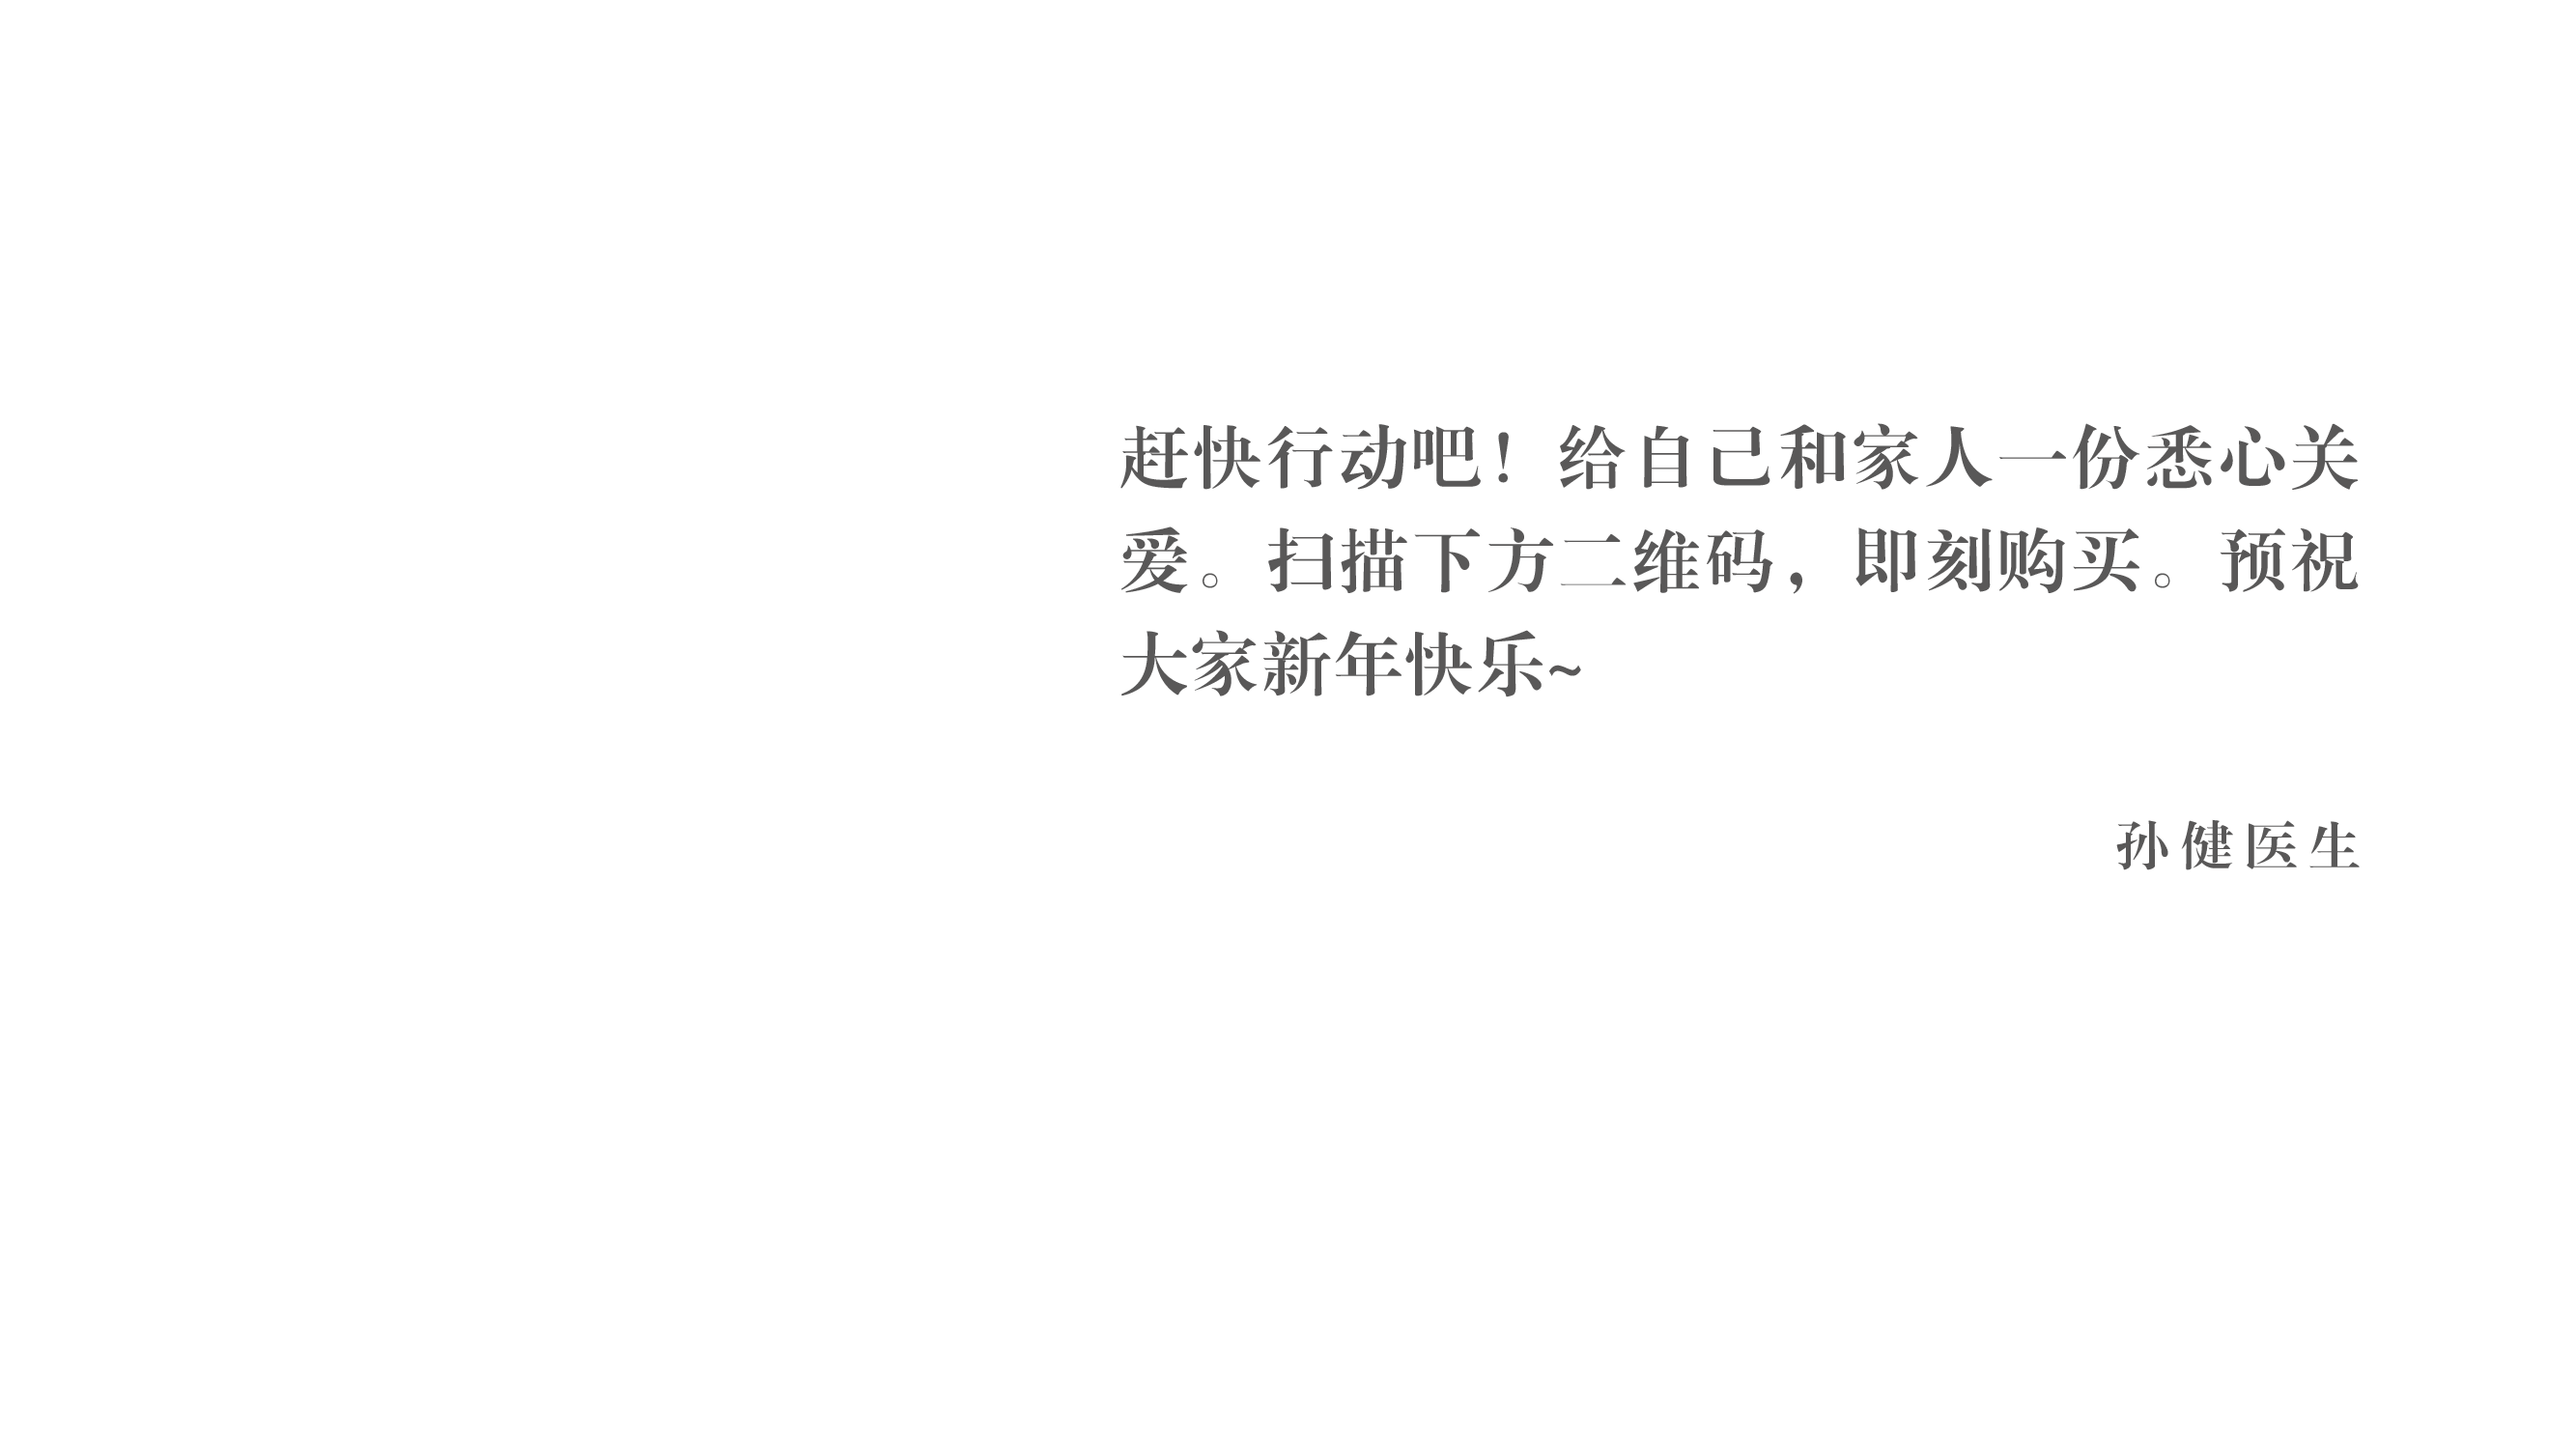 赶快行动吧！给自己和家人一份悉心关
爱。扫描下方二维码，即刻购买。预祝
大家新年快乐~
孙健医生